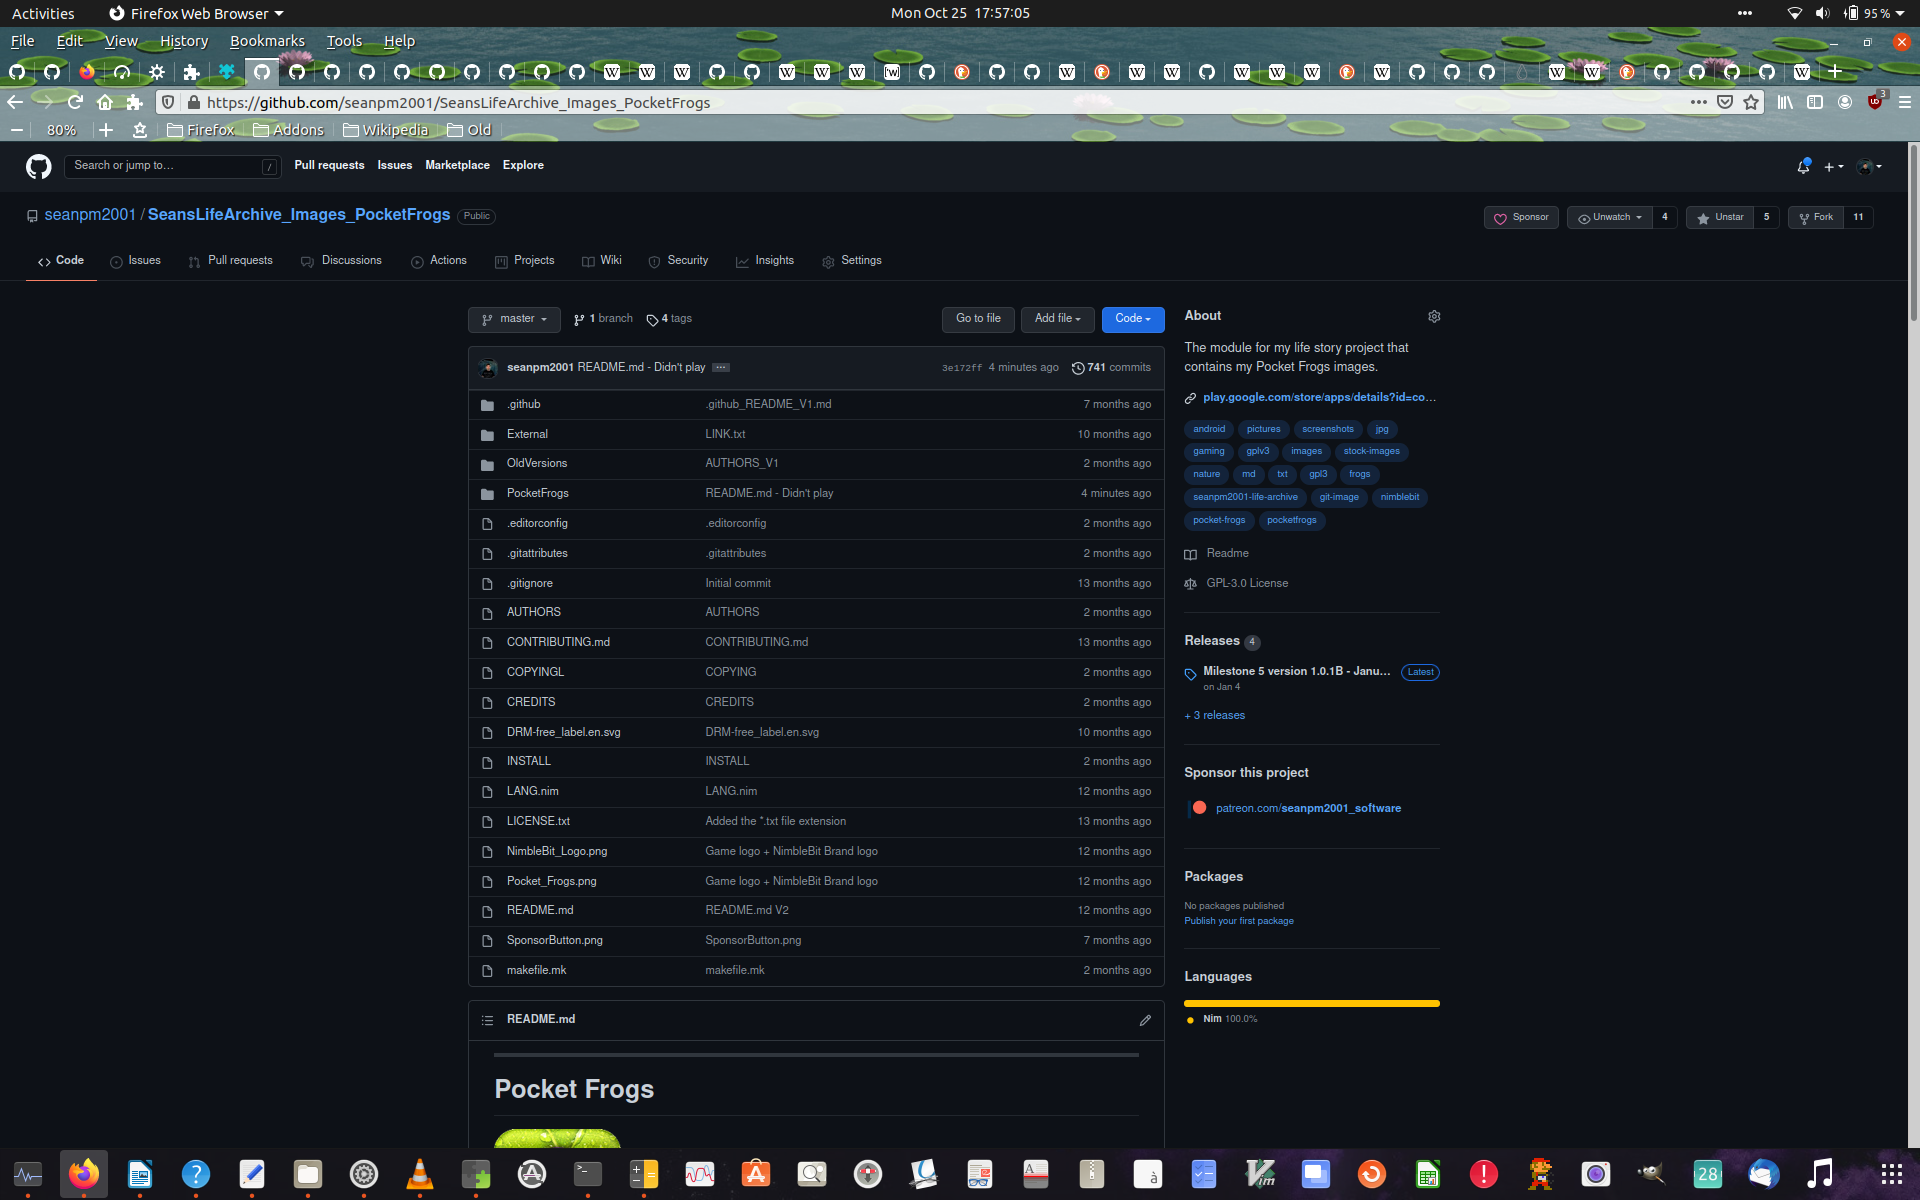 Activities Firefox Web Browser Mon Oct 25 17:57:05 95 %
File Edit View History Bookmarks Tools Help
https://github.com/seanpm2001/SeansLifeArchive_Images_PocketFrogs 3
80% Firefox Addons Wikipedia Old
Search or jump to… / Pull requests Issues Marketplace Explore
seanpm2001 / SeansLifeArchive_Images_PocketFrogs Public Sponsor Unwatch 4 Unstar 5 Fork 11
Code Issues Pull requests Discussions Actions Projects Wiki Security Insights Settings
master 1 branch 4 tags Go to file Add file Code
seanpm2001 README.md - Didn't play ··· 3e172ff 4 minutes ago 741 commits
.github .github_README_V1.md 7 months ago
External LINK.txt 10 months ago
OldVersions AUTHORS_V1 2 months ago
PocketFrogs README.md - Didn't play 4 minutes ago
.editorconfig .editorconfig 2 months ago
.gitattributes .gitattributes 2 months ago
.gitignore Initial commit 13 months ago
AUTHORS AUTHORS 2 months ago
CONTRIBUTING.md CONTRIBUTING.md 13 months ago
COPYINGL COPYING 2 months ago
CREDITS CREDITS 2 months ago
DRM-free_label.en.svg DRM-free_label.en.svg 10 months ago
INSTALL INSTALL 2 months ago
LANG.nim LANG.nim 12 months ago
LICENSE.txt Added the *.txt file extension 13 months ago
NimbleBit_Logo.png Game logo + NimbleBit Brand logo 12 months ago
Pocket_Frogs.png Game logo + NimbleBit Brand logo 12 months ago
README.md README.md V2 12 months ago
SponsorButton.png SponsorButton.png 7 months ago
makefile.mk makefile.mk 2 months ago
README.md
Pocket Frogs
About
The module for my life story project that
contains my Pocket Frogs images.
play.google.com/store/apps/details?id=co…
android pictures screenshots jpg
gaming gplv3 images stock-images
nature md txt gpl3 frogs
seanpm2001-life-archive git-image nimblebit
pocket-frogs pocketfrogs
Readme
GPL-3.0 License
Releases 4
Milestone 5 version 1.0.1B - Janu… Latest
on Jan 4
+ 3 releases
Sponsor this project
patreon.com/seanpm2001_software
Packages
No packages published
Publish your first package
Languages
Nim 100.0%
28